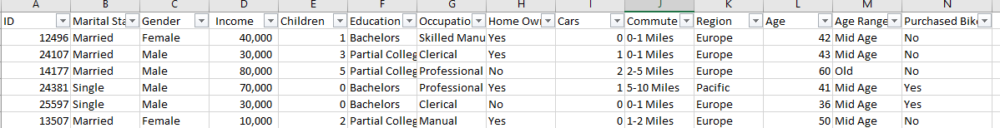 A B C D E F G H I J K L M N
ID Marital Sta Gender Income Children Education Occupatio Home Ow Cars Commute Region Age Age Range Purchased Bik
12496 Married Female 40,000 1 Bachelors Skilled Manu Yes 0 0-1 Miles Europe 42 Mid Age No
24107 Married Male 30,000 3 Partial Colleg Clerical Yes 1 0-1 Miles Europe 43 Mid Age No
14177 Married Male 80,000 5 Partial Colleg Professional No 2 2-5 Miles Europe 60 Old No
24381 Single Male 70,000 0 Bachelors Professional Yes 1 5-10 Miles Pacific 41 Mid Age Yes
25597 Single Male 30,000 0 Bachelors Clerical No 0 0-1 Miles Europe 36 Mid Age Yes
13507 Married Female 10,000 2 Partial Colleg Manual Yes 0 1-2 Miles Europe 50 Mid Age No